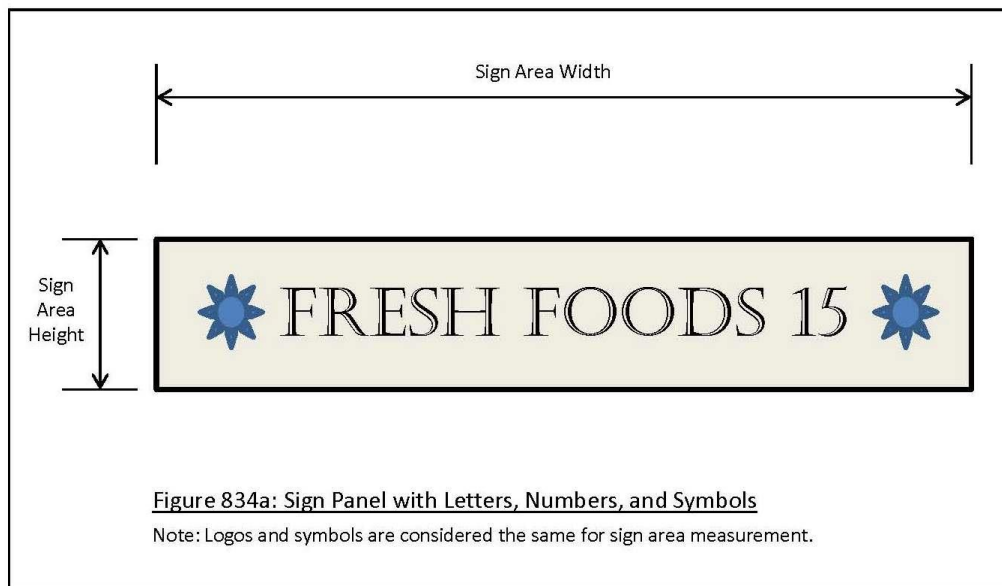 Sign Area Width
Sign
Area
Height
FRESH FOODS 15
Figure 834a: Sign Panel with Letters, Numbers, and Symbols
Note: Logos and symbols are considered the same for sign area measurement.